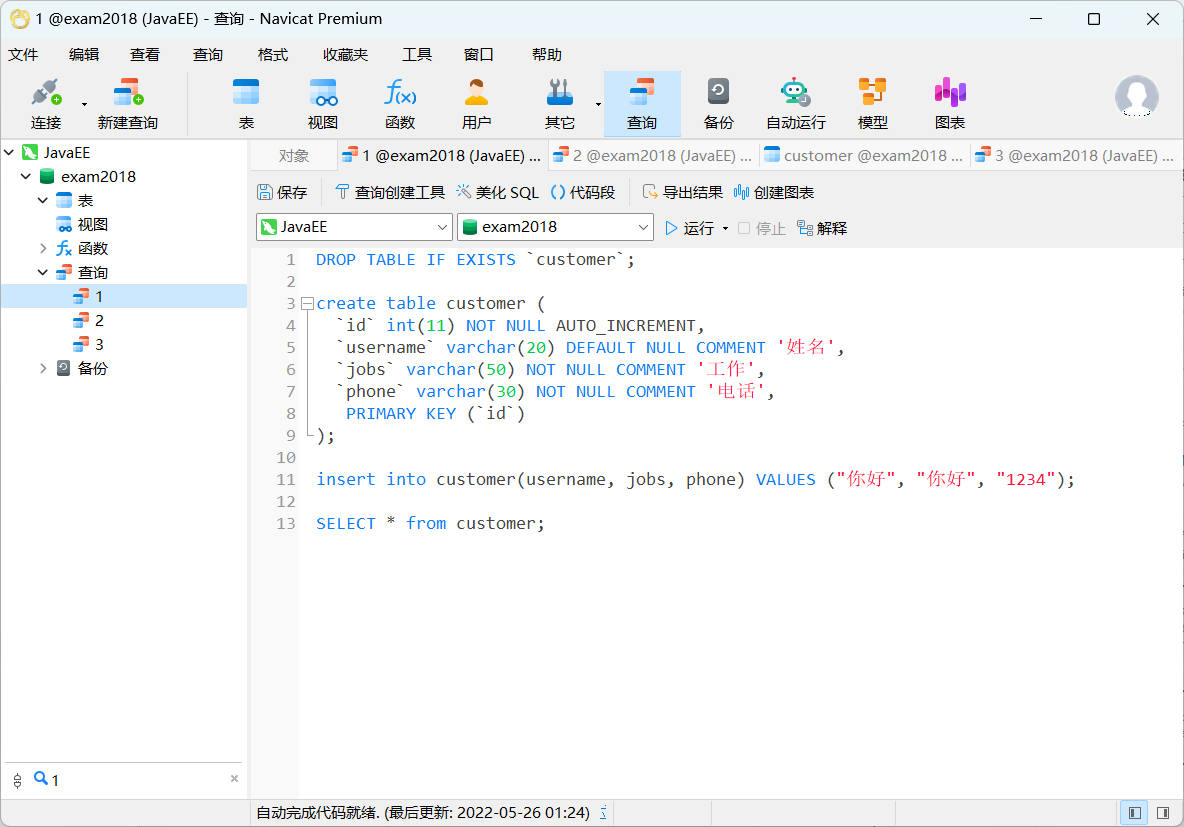 1 @exam2018 (JavaEE) - 查询 - Navicat Premium
文件 编辑 查看 查询 格式 收藏夹 工具 窗口 帮助
连接 新建查询 表 视图 函数 用户 其它 查询 备份 自动运行 模型 图表
JavaEE
exam2018
表
视图
函数
查询
1
2
3
备份
1
对象 1 @exam2018 (JavaEE) ... 2 @exam2018 (JavaEE) ... customer @exam2018 ... 3 @exam2018 (JavaEE) ...
保存 查询创建工具 美化 SQL () 代码段 导出结果 创建图表
JavaEE exam2018 运行 停止 解释
1 DROP TABLE IF EXISTS `customer`;
2
3 create table customer (
4 `id` int(11) NOT NULL AUTO_INCREMENT,
5 `username` varchar(20) DEFAULT NULL COMMENT '姓名',
6 `jobs` varchar(50) NOT NULL COMMENT '工作',
7 `phone` varchar(30) NOT NULL COMMENT '电话',
8 PRIMARY KEY (`id`)
9 );
10
11 insert into customer(username, jobs, phone) VALUES ("你好", "你好", "1234");
12
13 SELECT * from customer;
自动完成代码就绪. (最后更新: 2022-05-26 01:24)